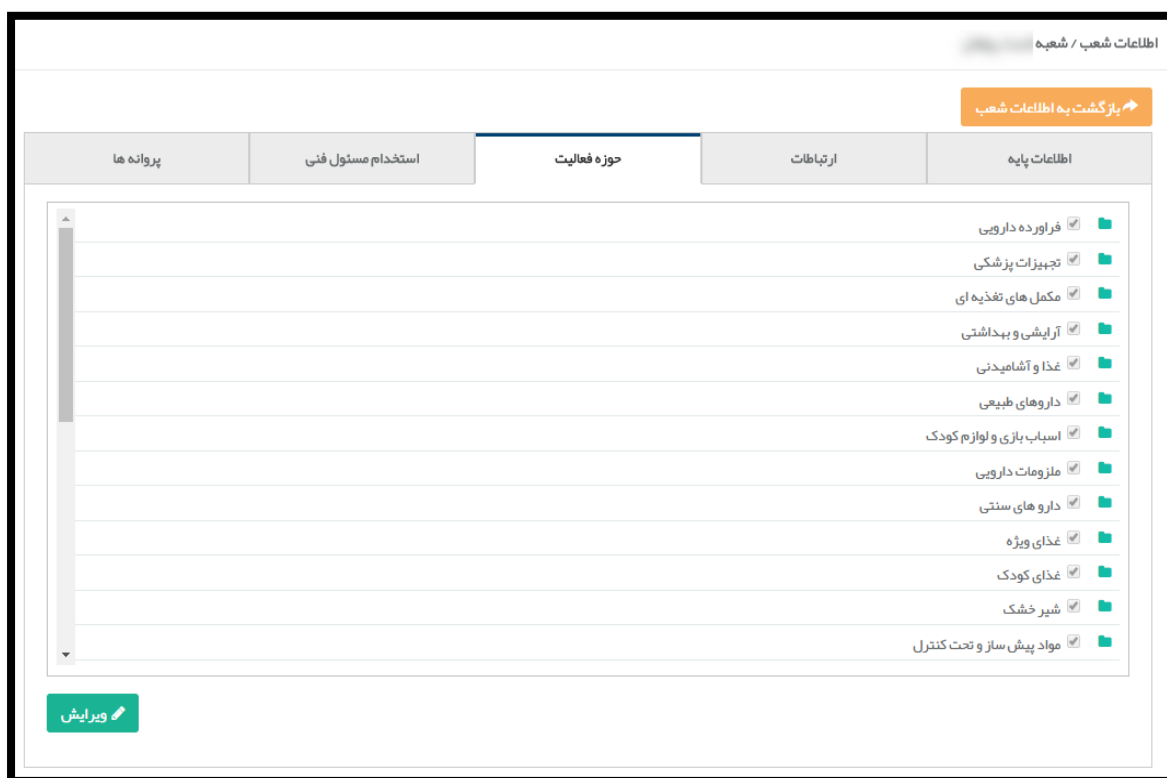 اطلاعات شعب / شعبه
بازگشت به اطلاعات شعب
اطلاعات پایه
ارتباطات
حوزه فعالیت
استخدام مسئول فنی
پروانه ها
فراورده دارویی
تجهیزات پزشکی
مکمل های تغذیه ای
آرایشی و بهداشتی
غذا و آشامیدنی
داروهای طبیعی
اسباب بازی و لوازم کودک
ملزومات دارویی
دارو های سنتی
غذای ویژه
غذای کودک
شیر خشک
مواد پیش ساز و تحت کنترل
ویرایش